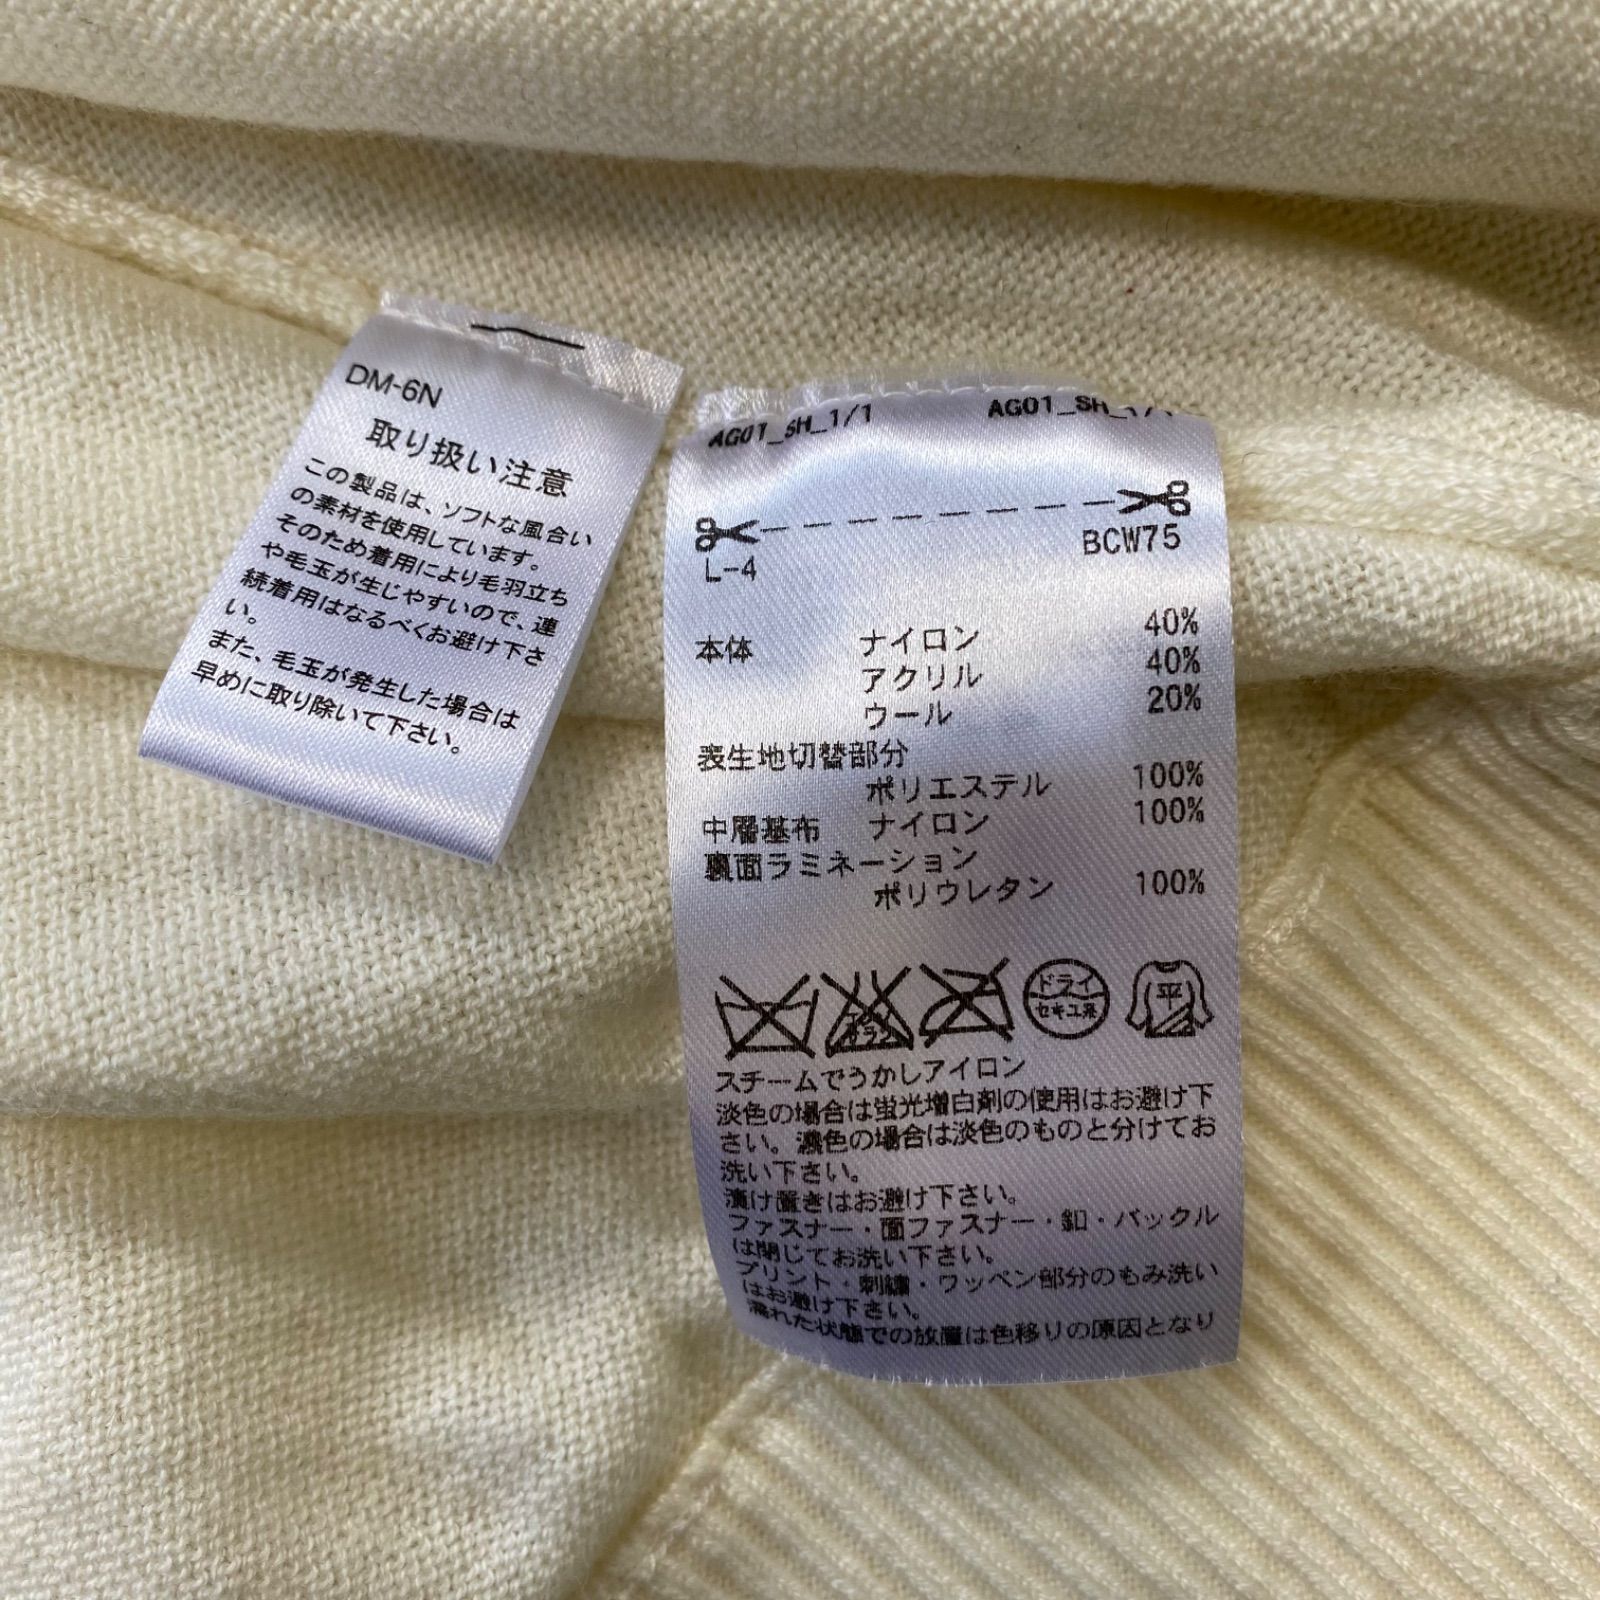 DM-6N
取り扱い注意
この製品は、ソフトな風合い
の素材を使用しています。
そのため着用により毛羽立ち
や毛玉が生じやすいので、連
続着用はなるべくお避け下さ
い。
また、毛玉が発生した場合は
早めに取り除いて下さい。
AG01_SH_1/1 AG01_SH_1/1
L-4 BCW75
本体 ナイロン 40%
アクリル 40%
ウール 20%
表生地切替部分
ポリエステル 100%
中層基布 ナイロン 100%
裏面ラミネーション
ポリウレタン 100%
エンソ サラシ ドライ セキユ系 平
スチームでうかしアイロン
淡色の場合は蛍光増白剤の使用はお避け下
さい。濃色の場合は淡色のものと分けてお
洗い下さい。
漬け置きはお避け下さい。
ファスナー・面ファスナー・釦・バックル
は閉じてお洗い下さい。
プリント・刺繍・ワッペン部分のもみ洗い
はお避け下さい。
濡れた状態での放置は色移りの原因となり